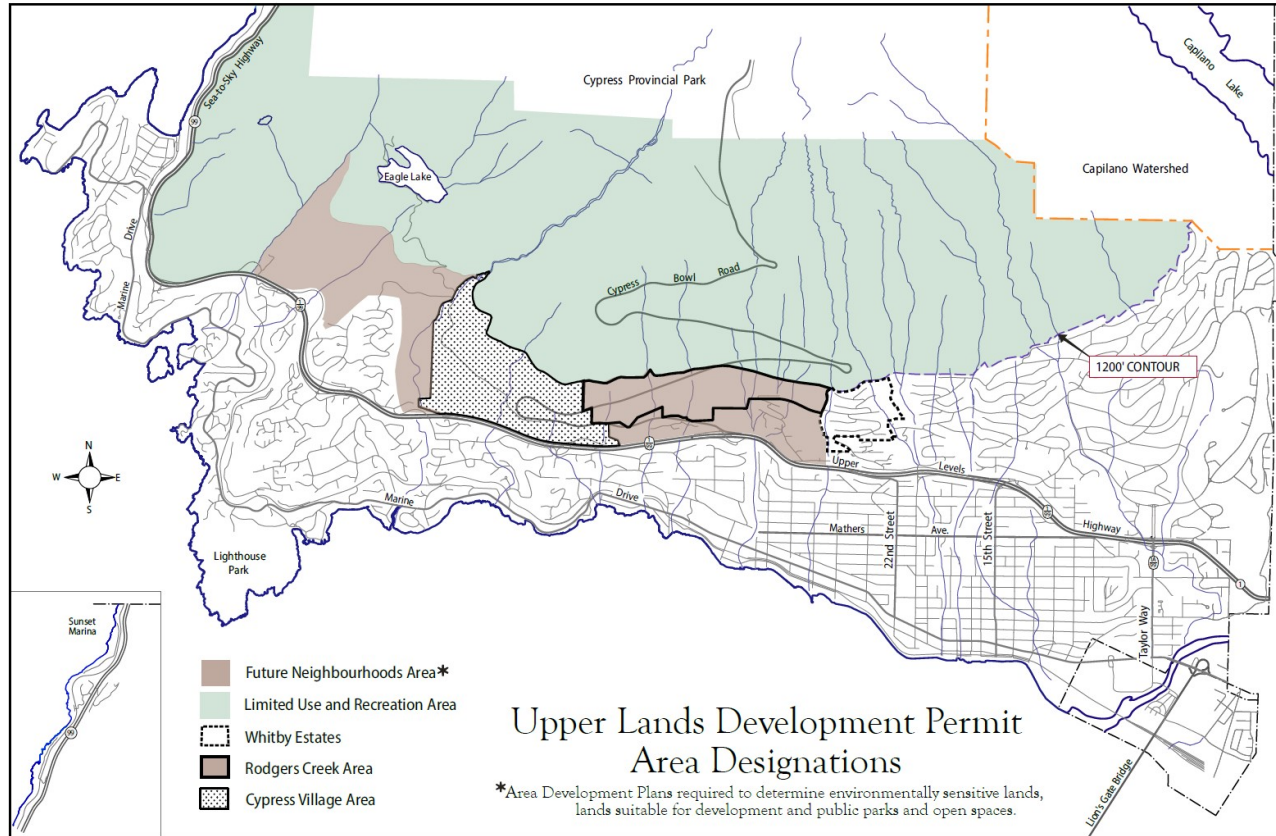 Sea-to-Sky Highway
99
Cypress Provincial Park
Capilano
Lake
Capilano Watershed
Eagle Lake
Marine Drive
Cypress Bowl Road
1200' CONTOUR
N
W E
S
Upper Levels Highway
1
Marine Drive
Mathers Ave.
22nd Street
15th Street
Taylor Way
Lighthouse
Park
Lion's Gate Bridge
Sunset
Marina
99
Future Neighbourhoods Area*
Limited Use and Recreation Area
Whitby Estates
Rodgers Creek Area
Cypress Village Area
Upper Lands Development Permit
Area Designations
*Area Development Plans required to determine environmentally sensitive lands,
lands suitable for development and public parks and open spaces.